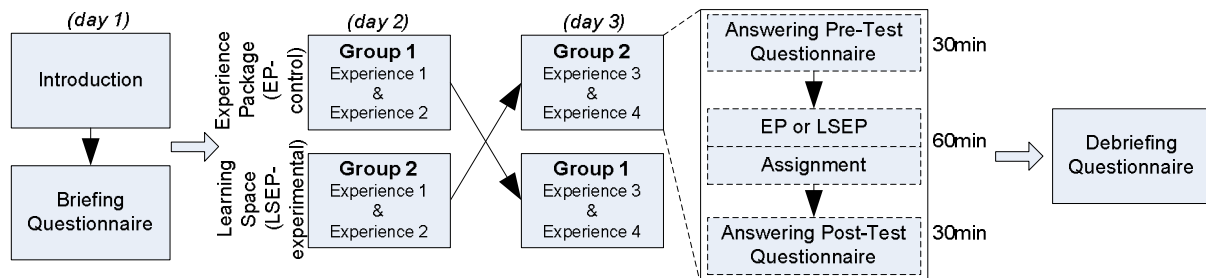 (day 1)
Introduction
Briefing
Questionnaire
Experience
Package
(EP-
control)
Learning
Space
(LSEP-
experimental)
(day 2)
Group 1
Experience 1
&
Experience 2
Group 2
Experience 1
&
Experience 2
(day 3)
Group 2
Experience 3
&
Experience 4
Group 1
Experience 3
&
Experience 4
Answering Pre-Test
Questionnaire
30min
EP or LSEP
60min
Assignment
Answering Post-Test
Questionnaire
30min
Debriefing
Questionnaire